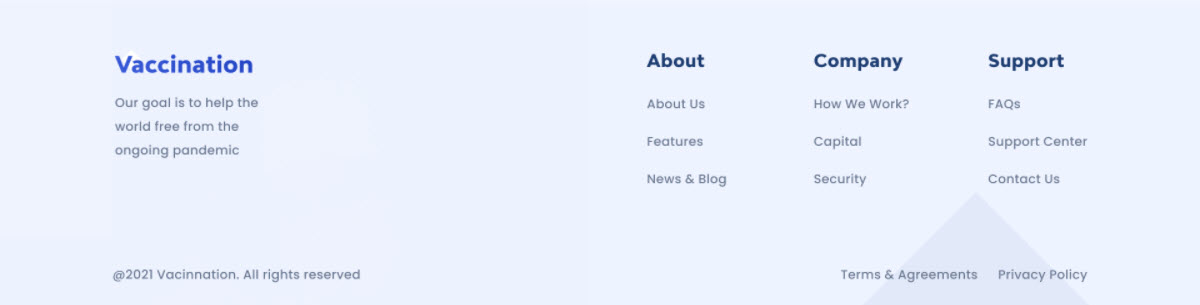 Vaccination
Our goal is to help the
world free from the
ongoing pandemic
About
About Us
Features
News & Blog
Company
How We Work?
Capital
Security
Support
FAQs
Support Center
Contact Us
@2021 Vacinnation. All rights reserved
Terms & Agreements
Privacy Policy